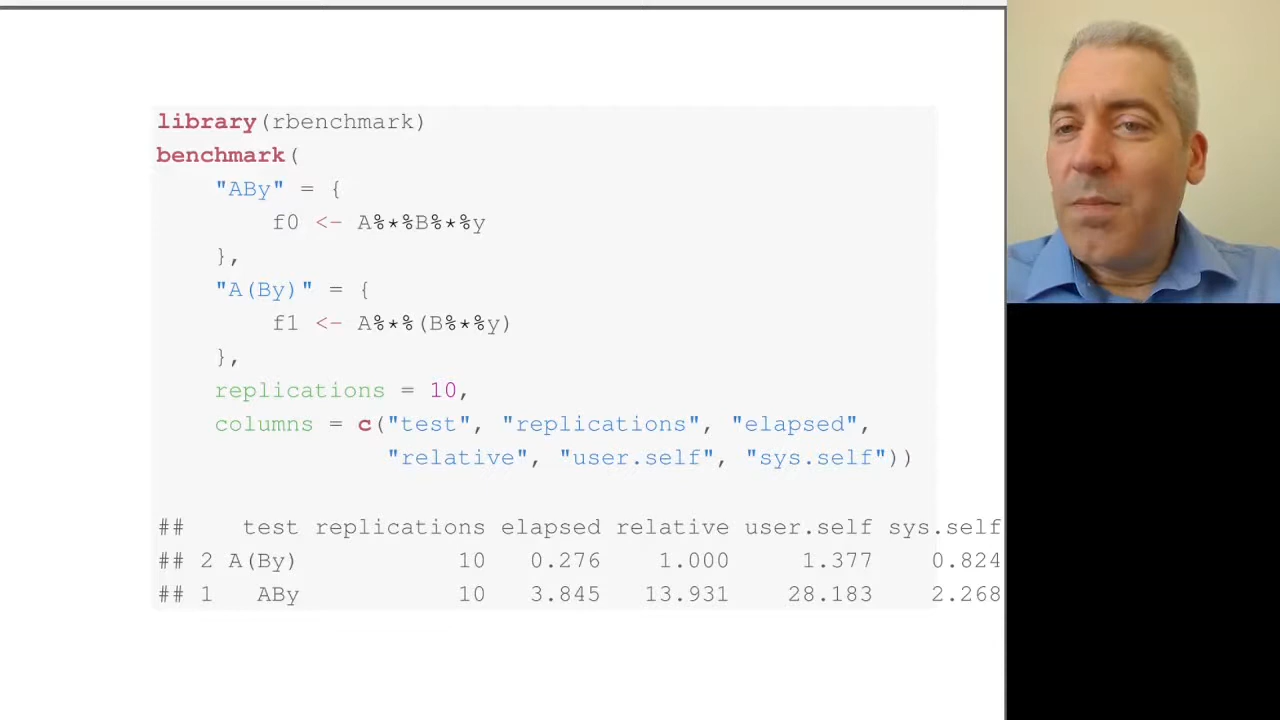 library(rbenchmark)
benchmark(
"ABy" = {
f0 <- A%*%B%*%y
},
"A(By)" = {
f1 <- A%*%(B%*%y)
},
replications = 10,
columns = c("test", "replications", "elapsed",
"relative", "user.self", "sys.self"))
## test replications elapsed relative user.self sys.self
## 2 A(By) 10 0.276 1.000 1.377 0.824
## 1 ABy 10 3.845 13.931 28.183 2.268